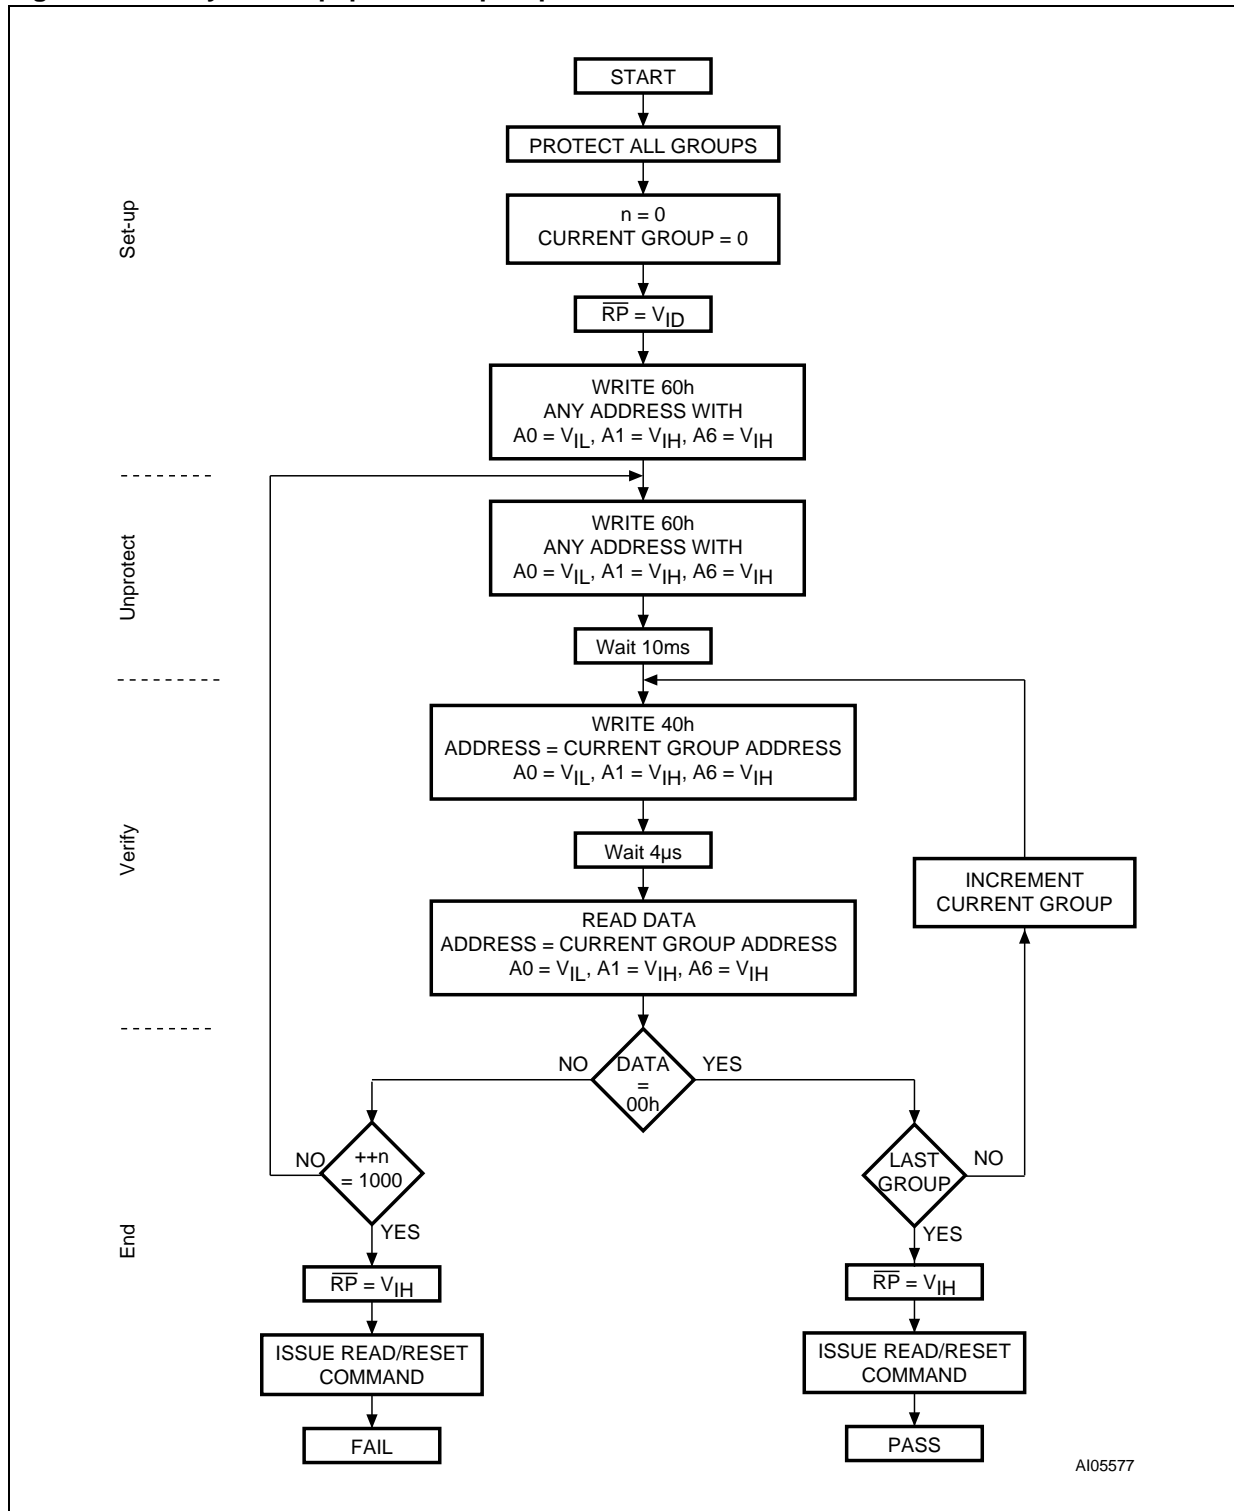 START
PROTECT ALL GROUPS
n = 0
CURRENT GROUP = 0
Set-up
R̅P̅ = VID
WRITE 60h
ANY ADDRESS WITH
A0 = VIL, A1 = VIH, A6 = VIH
WRITE 60h
ANY ADDRESS WITH
A0 = VIL, A1 = VIH, A6 = VIH
Unprotect
Wait 10ms
WRITE 40h
ADDRESS = CURRENT GROUP ADDRESS
A0 = VIL, A1 = VIH, A6 = VIH
Verify
Wait 4µs
INCREMENT
CURRENT GROUP
READ DATA
ADDRESS = CURRENT GROUP ADDRESS
A0 = VIL, A1 = VIH, A6 = VIH
NO
DATA
=
00h
YES
NO
++n
= 1000
LAST
GROUP
NO
End
YES
YES
R̅P̅ = VIH
R̅P̅ = VIH
ISSUE READ/RESET
COMMAND
ISSUE READ/RESET
COMMAND
FAIL
PASS
AI05577